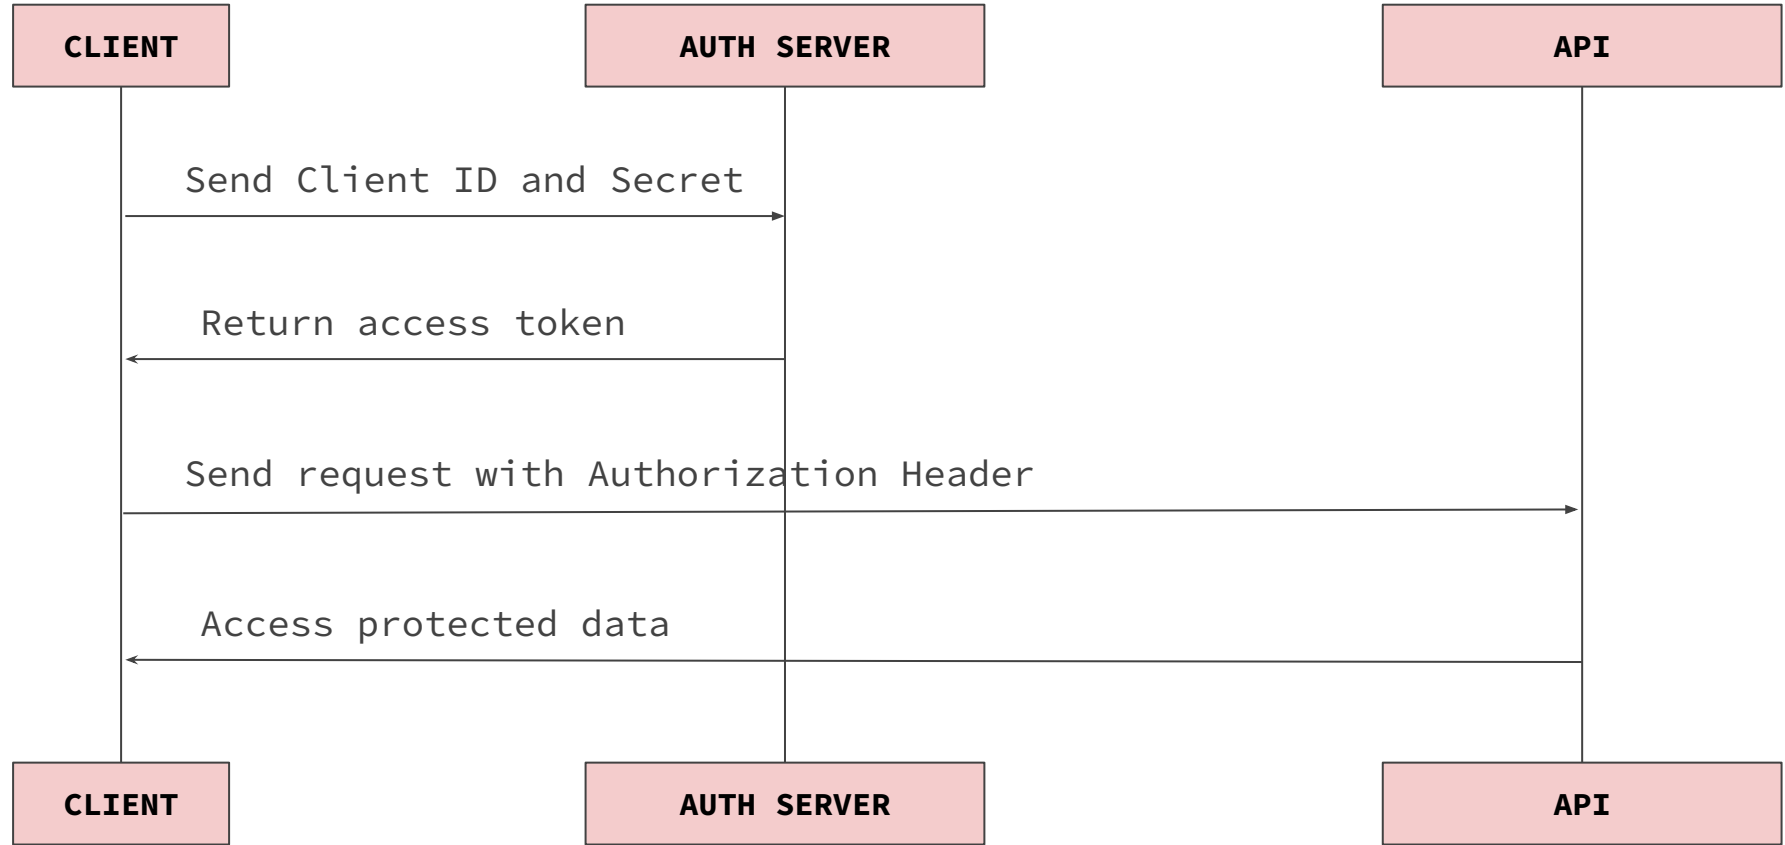 CLIENT
AUTH SERVER
API
Send Client ID and Secret
Return access token
Send request with Authorization Header
Access protected data
CLIENT
AUTH SERVER
API